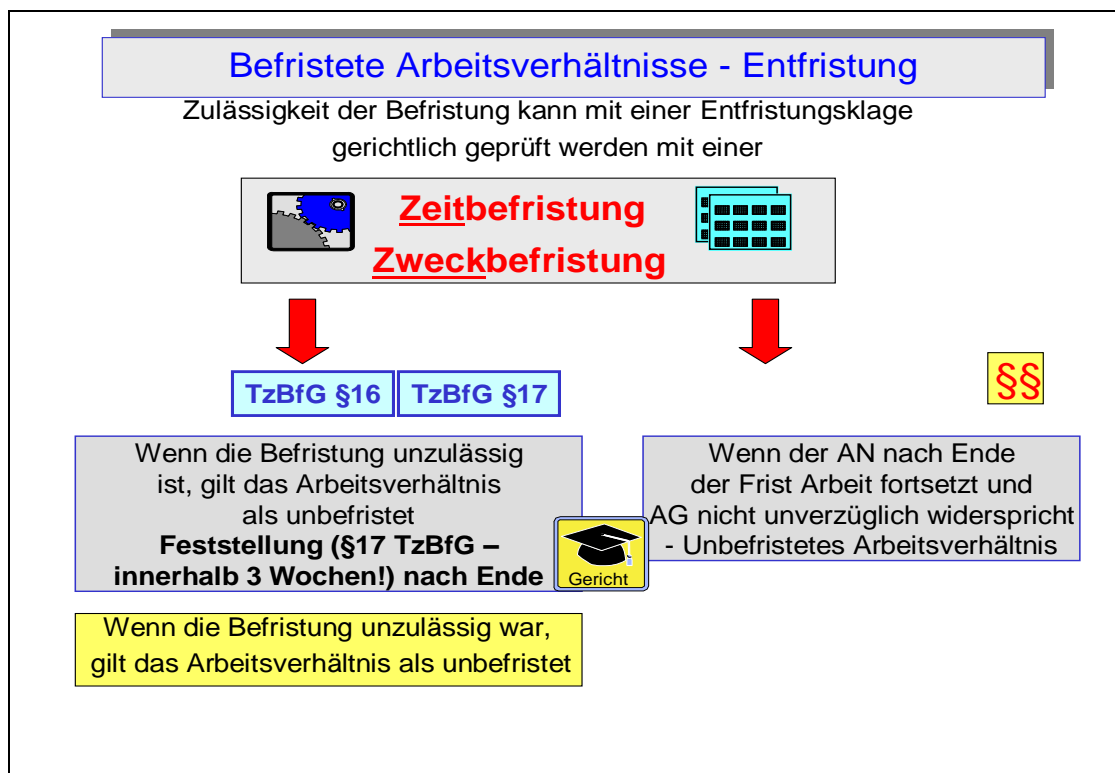 Befristete Arbeitsverhältnisse - Entfristung
Zulässigkeit der Befristung kann mit einer Entfristungsklage
gerichtlich geprüft werden mit einer
Zeitbefristung
Zweckbefristung
TzBfG §16
TzBfG §17
§§
Wenn die Befristung unzulässig
ist, gilt das Arbeitsverhältnis
als unbefristet
Feststellung (§17 TzBfG –
innerhalb 3 Wochen!) nach Ende
Gericht
Wenn der AN nach Ende
der Frist Arbeit fortsetzt und
AG nicht unverzüglich widerspricht
- Unbefristetes Arbeitsverhältnis
Wenn die Befristung unzulässig war,
gilt das Arbeitsverhältnis als unbefristet